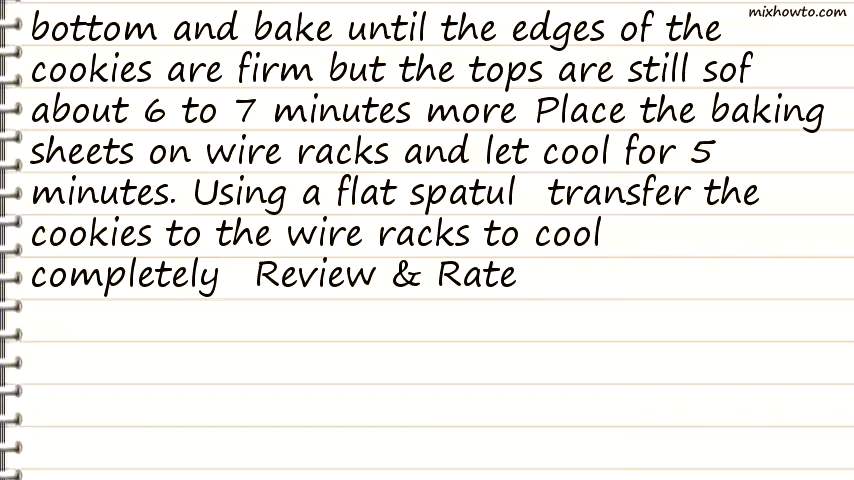 mixhowto.com
bottom and bake until the edges of the
cookies are firm but the tops are still sof
about 6 to 7 minutes more Place the baking
sheets on wire racks and let cool for 5
minutes. Using a flat spatul transfer the
cookies to the wire racks to cool
completely Review & Rate